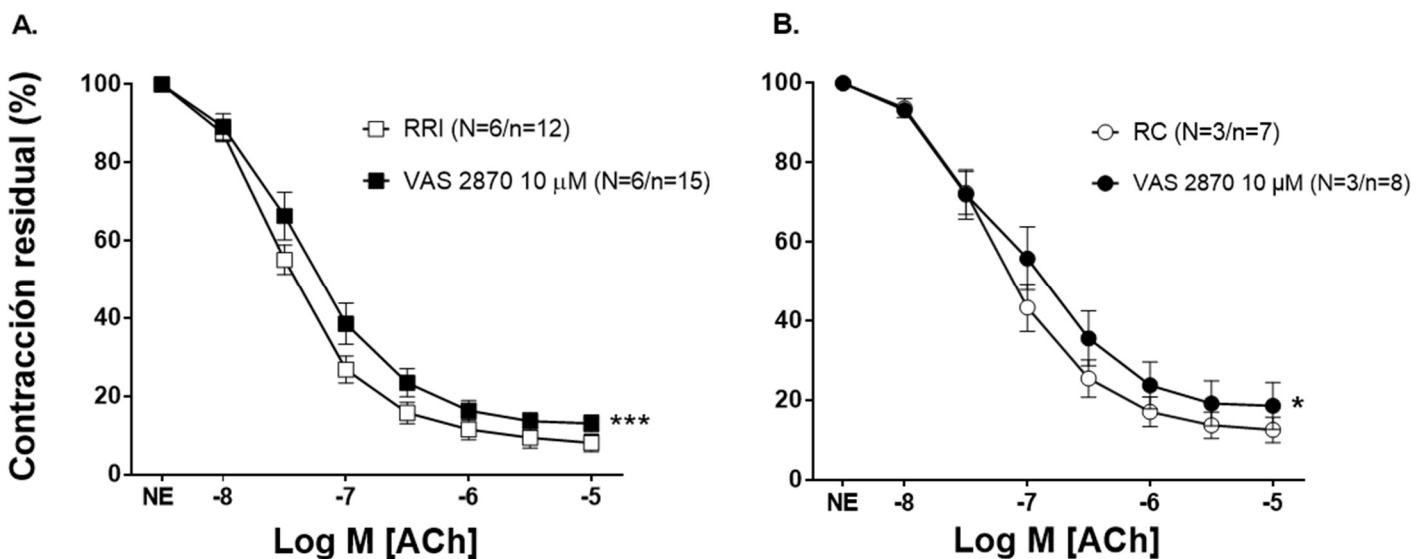 A.
Contracción residual (%)
100
80
60
40
20
0
RRI (N=6/n=12)
VAS 2870 10 μM (N=6/n=15)
***
NE -8 -7 -6 -5
Log M [ACh]
B.
100
80
60
40
20
0
RC (N=3/n=7)
VAS 2870 10 µM (N=3/n=8)
*
NE -8 -7 -6 -5
Log M [ACh]